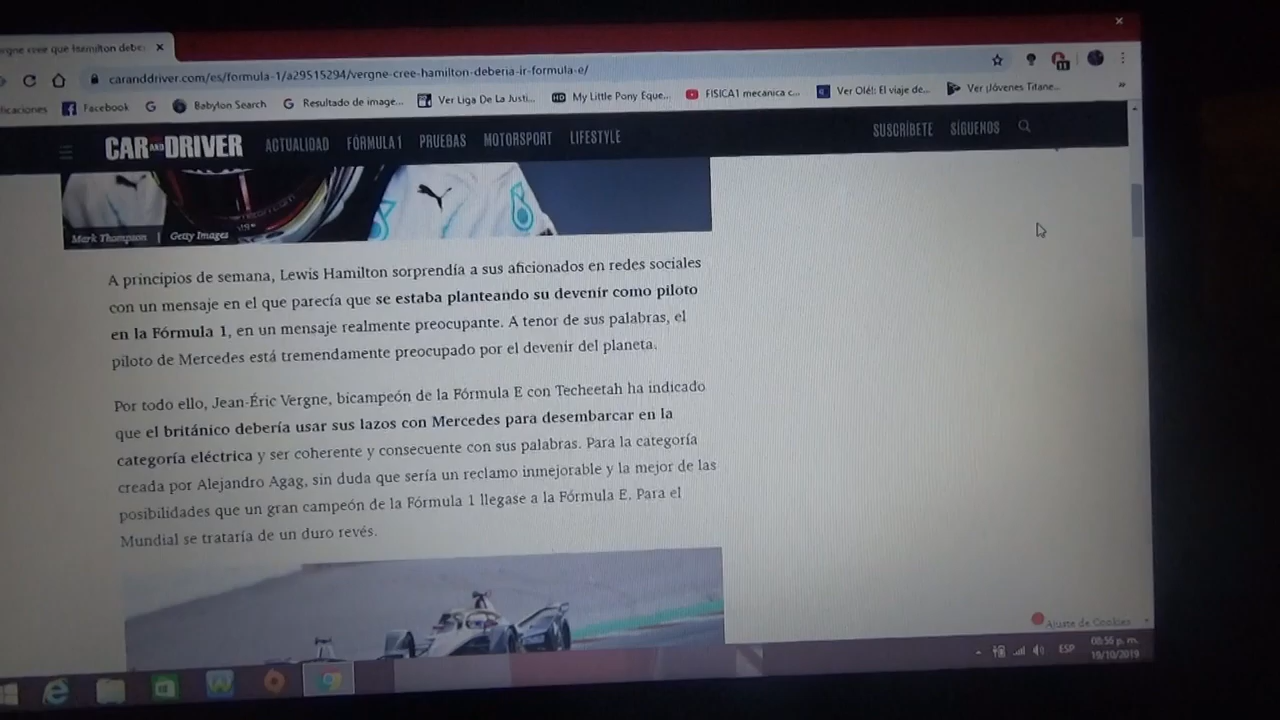 caranddriver.com/es/formula-1/a29515294/vergne-cree-hamilton-deberia-ir-formula-e/
Facebook Babylon Search Resultado de image... Ver Liga De La Justi... My Little Pony Eque... FISICA1 mecanica c... Ver Olé!: El viaje de... Ver ¡Jóvenes Titane...
CAR AND DRIVER ACTUALIDAD FÓRMULA 1 PRUEBAS MOTORSPORT LIFESTYLE SUSCRÍBETE SÍGUENOS
Mark Thompson | Getty Images
A principios de semana, Lewis Hamilton sorprendía a sus aficionados en redes sociales
con un mensaje en el que parecía que se estaba planteando su devenir como piloto
en la Fórmula 1, en un mensaje realmente preocupante. A tenor de sus palabras, el
piloto de Mercedes está tremendamente preocupado por el devenir del planeta.
Por todo ello, Jean-Éric Vergne, bicampeón de la Fórmula E con Techeetah ha indicado
que el británico debería usar sus lazos con Mercedes para desembarcar en la
categoría eléctrica y ser coherente y consecuente con sus palabras. Para la categoría
creada por Alejandro Agag, sin duda que sería un reclamo inmejorable y la mejor de las
posibilidades que un gran campeón de la Fórmula 1 llegase a la Fórmula E. Para el
Mundial se trataría de un duro revés.
Ajuste de Cookies
ESP
08:56 p. m.
19/10/2019